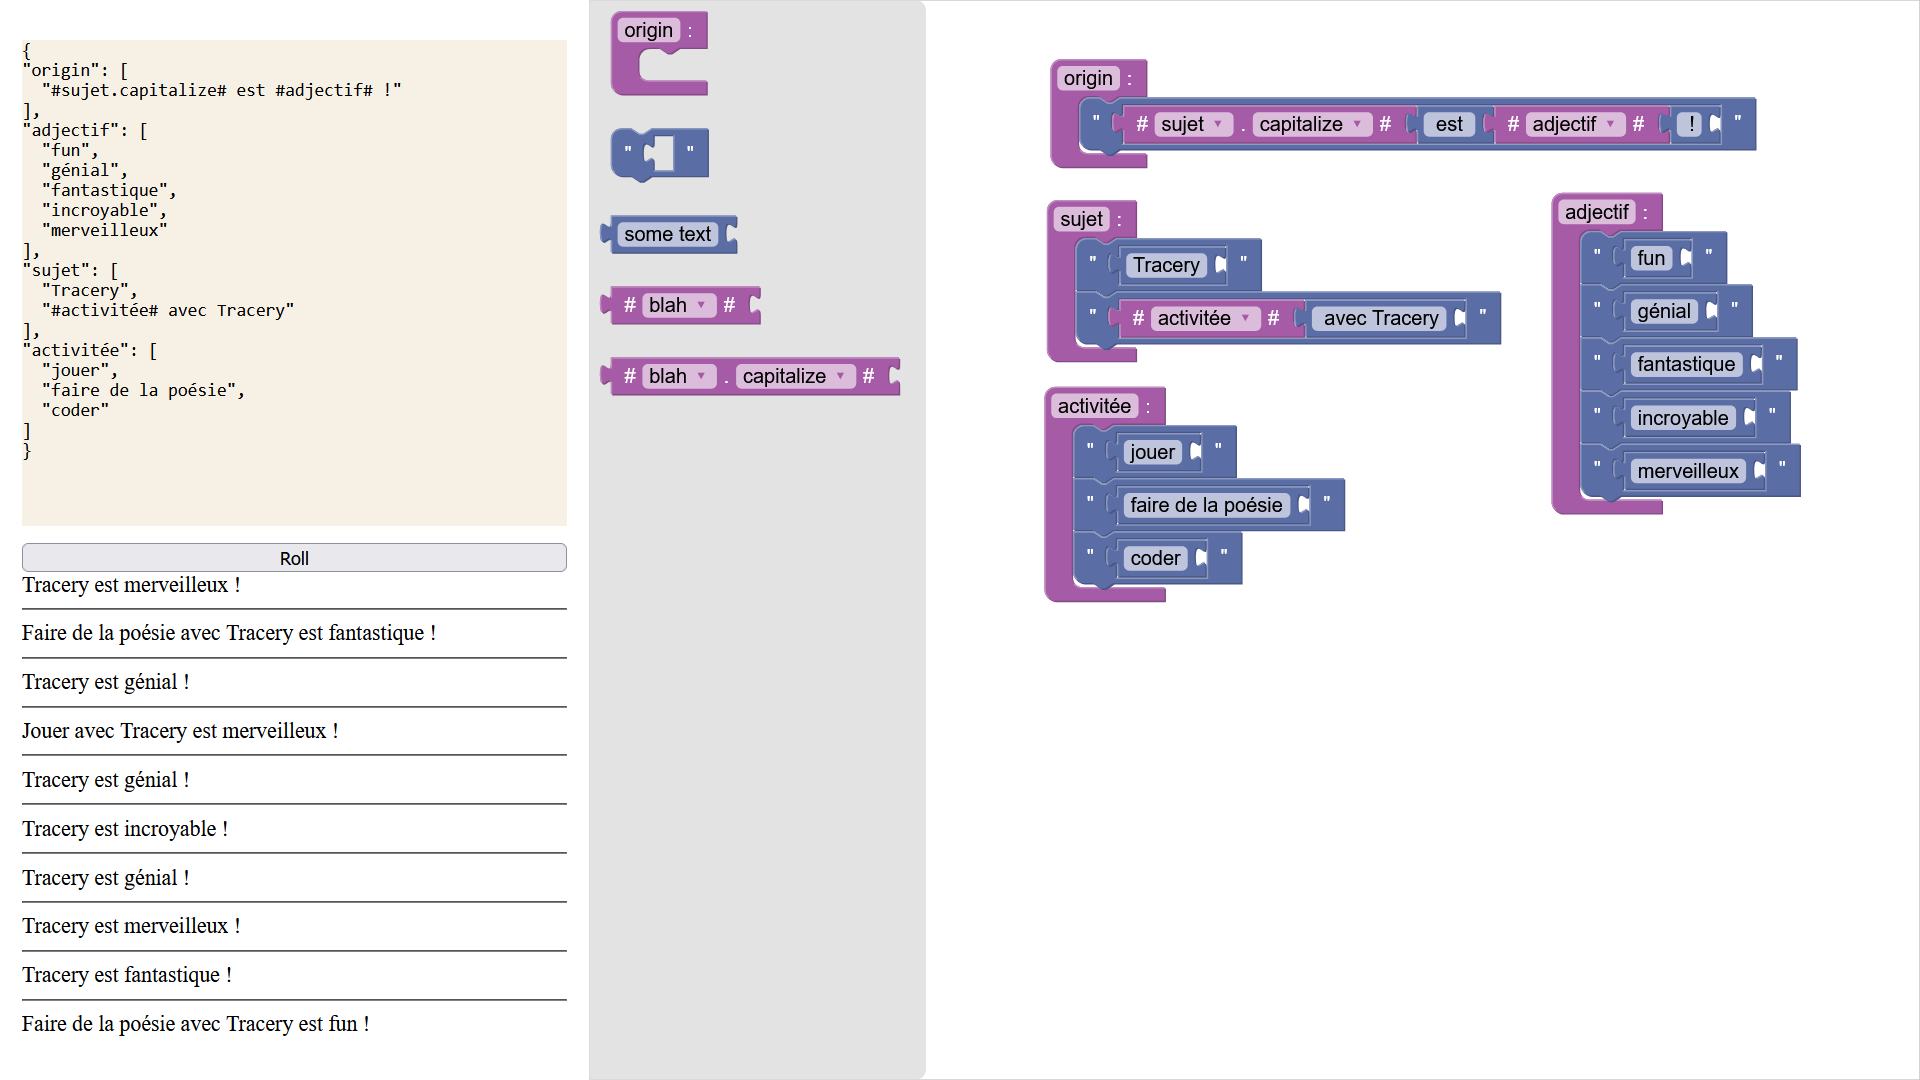 {
"origin": [
  "#sujet.capitalize# est #adjectif# !"
],
"adjectif": [
  "fun",
  "génial",
  "fantastique",
  "incroyable",
  "merveilleux"
],
"sujet": [
  "Tracery",
  "#activitée# avec Tracery"
],
"activitée": [
  "jouer",
  "faire de la poésie",
  "coder"
]
}
Roll
Tracery est merveilleux !
Faire de la poésie avec Tracery est fantastique !
Tracery est génial !
Jouer avec Tracery est merveilleux !
Tracery est génial !
Tracery est incroyable !
Tracery est génial !
Tracery est merveilleux !
Tracery est fantastique !
Faire de la poésie avec Tracery est fun !
origin :
" "
some text
# blah #
# blah . capitalize #
origin :
" # sujet . capitalize # est # adjectif # ! "
sujet :
" Tracery "
" # activitée # avec Tracery "
activitée :
" jouer "
" faire de la poésie "
" coder "
adjectif :
" fun "
" génial "
" fantastique "
" incroyable "
" merveilleux "